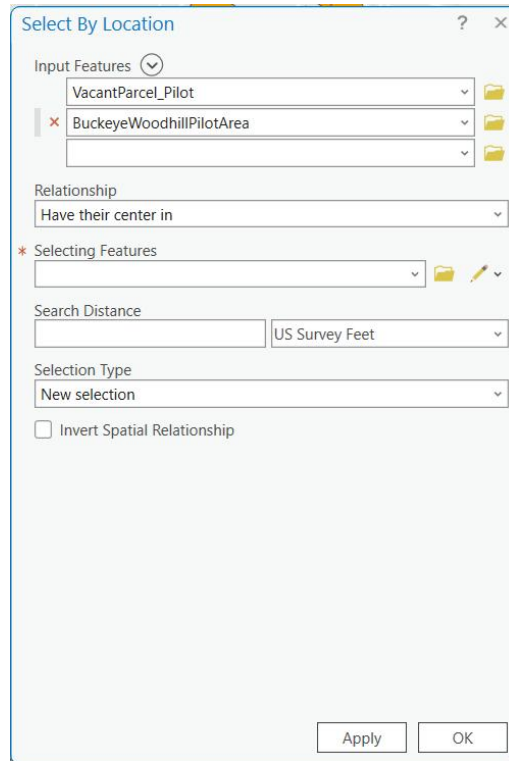 Select By Location ? ×
Input Features
VacantParcel_Pilot
× BuckeyeWoodhillPilotArea
Relationship
Have their center in
* Selecting Features
Search Distance
US Survey Feet
Selection Type
New selection
Invert Spatial Relationship
Apply OK